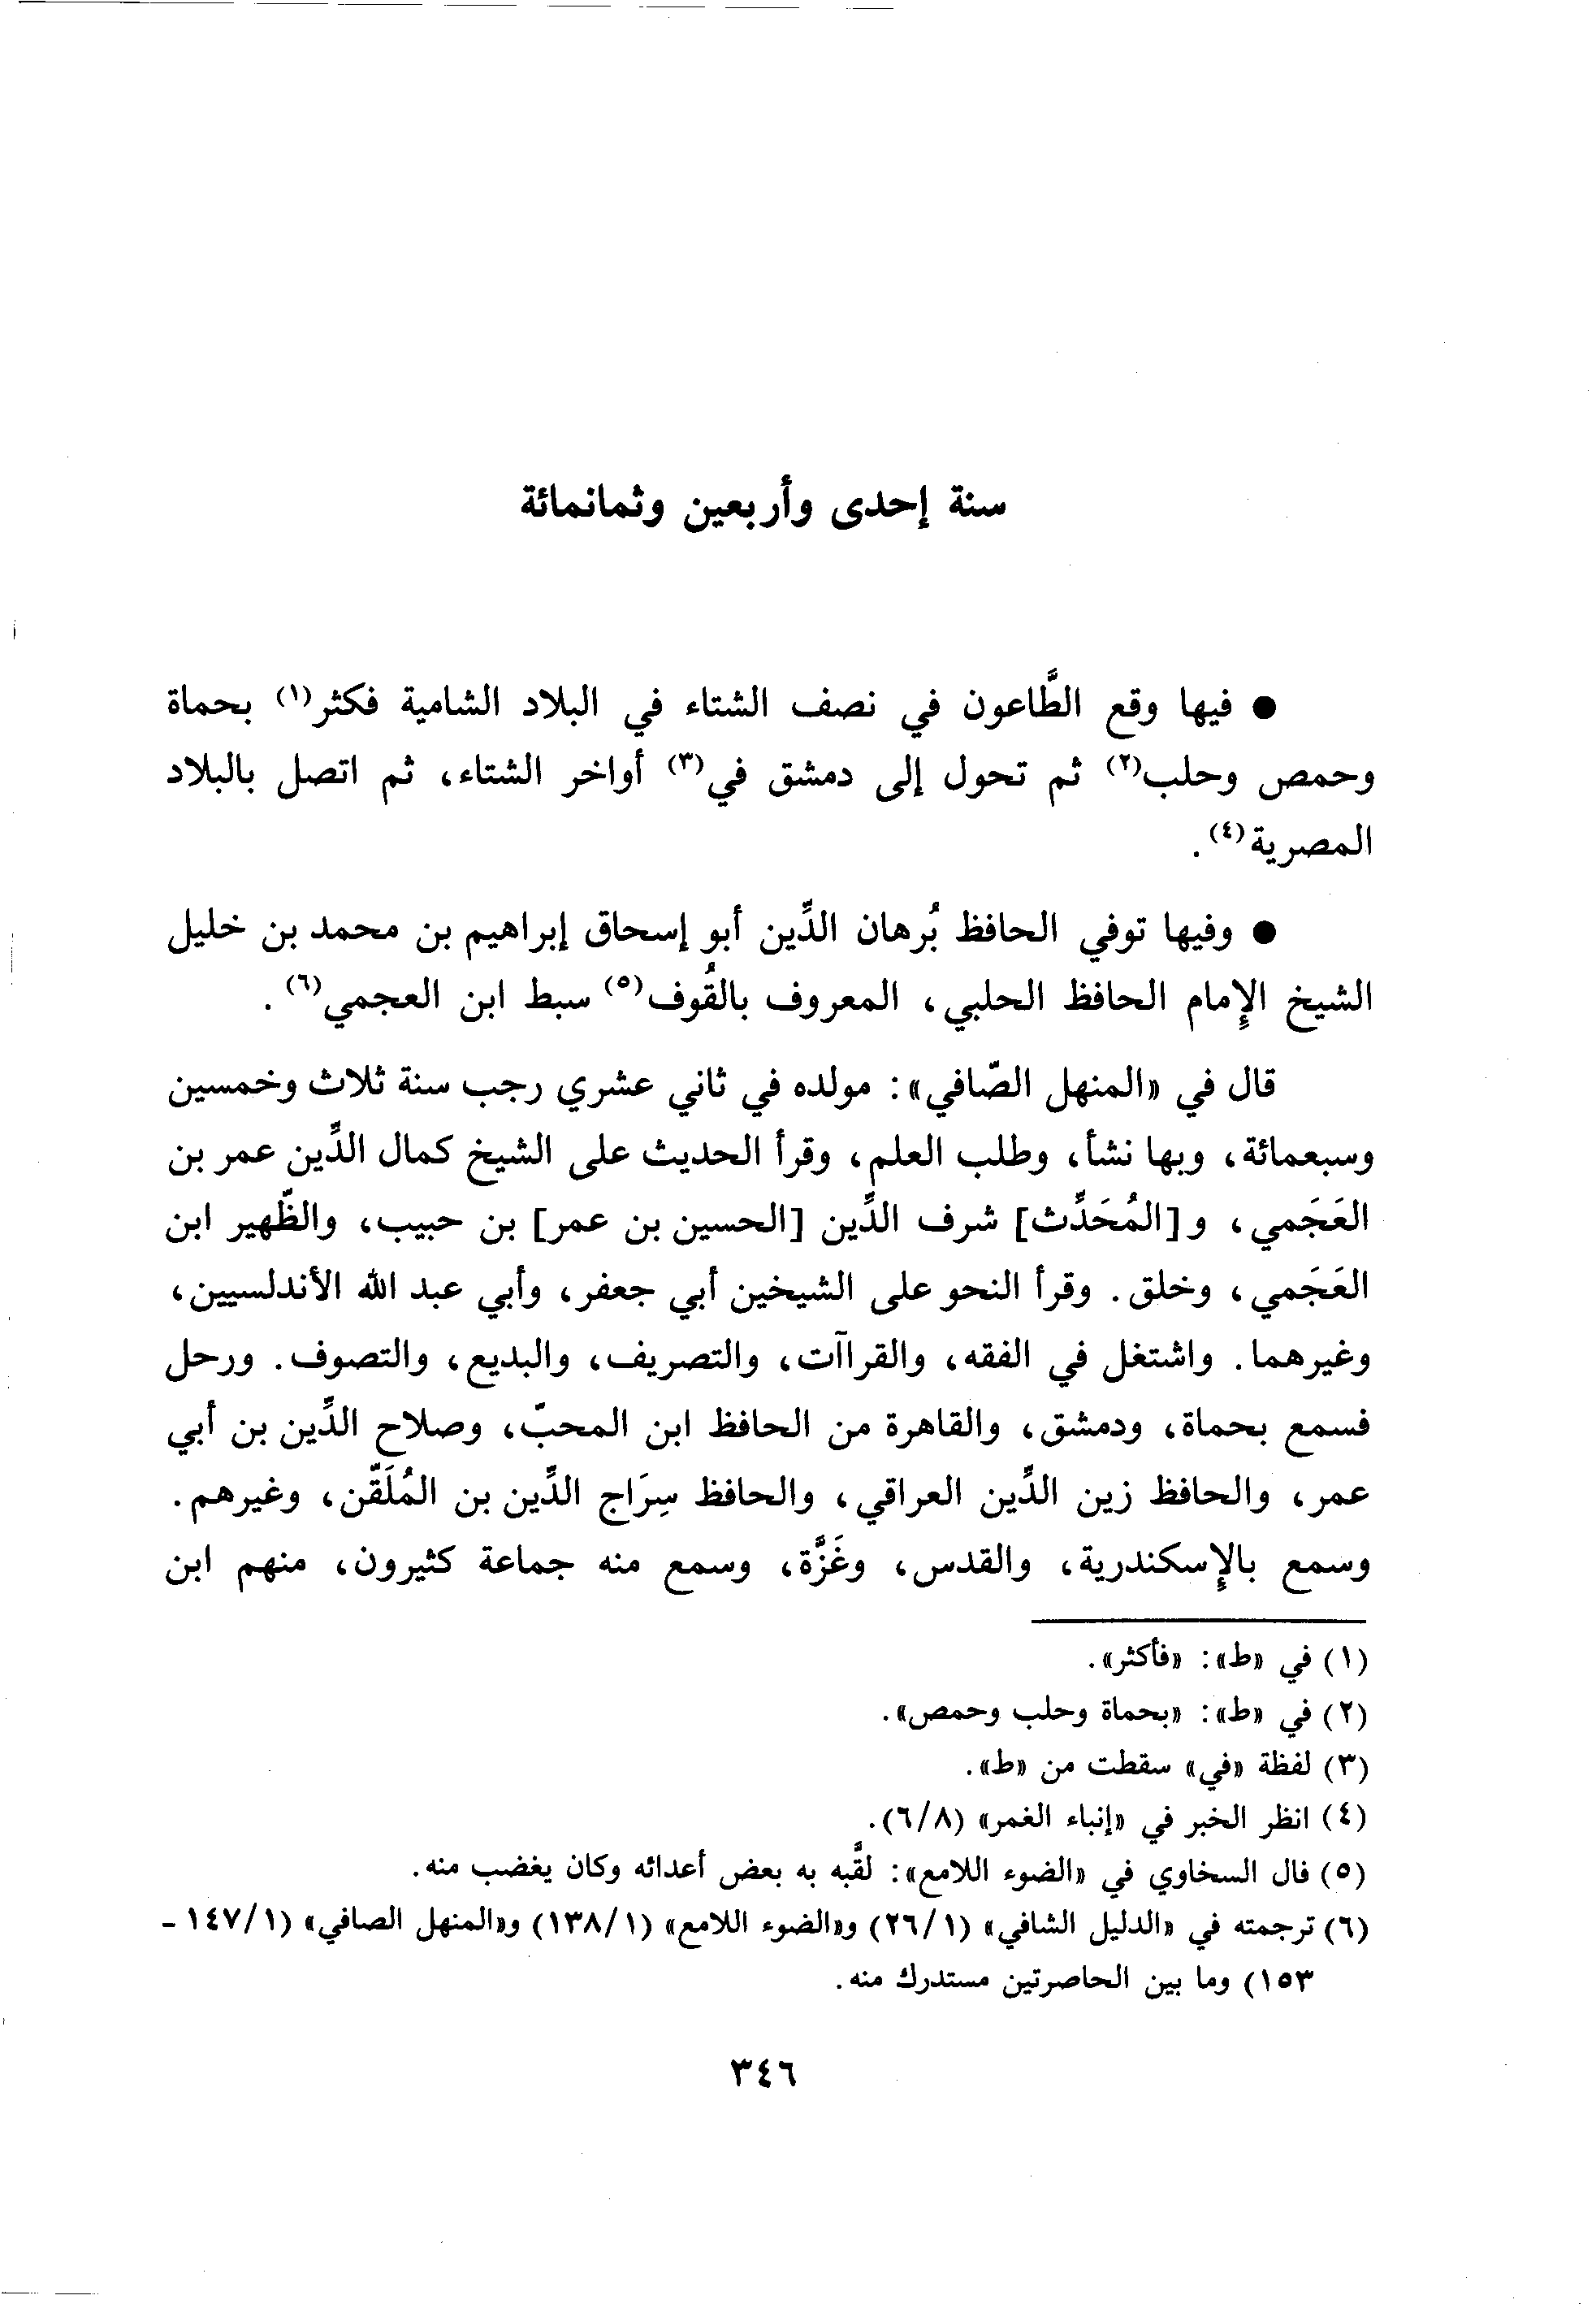 سنة إحدى وأربعين وثمانمائة
● فيها وقع الطَّاعون في نصف الشتاء في البلاد الشامية فكثر(١) بحماة
وحمص وحلب(٢) ثم تحول إلى دمشق في(٣) أواخر الشتاء، ثم اتصل بالبلاد
المصرية(٤).
● وفيها توفي الحافظ بُرهان الدِّين أبو إسحاق إبراهيم بن محمد بن خليل
الشيخ الإِمام الحافظ الحلبي، المعروف بالقُوف(٥) سبط ابن العجمي(٦).
قال في «المنهل الصّافي»: مولده في ثاني عشري رجب سنة ثلاث وخمسين
وسبعمائة، وبها نشأ، وطلب العلم، وقرأ الحديث على الشيخ كمال الدِّين عمر بن
العَجَمي، و[المُحَدِّث] شرف الدِّين [الحسين بن عمر] بن حبيب، والظّهير ابن
العَجَمي، وخلق. وقرأ النحو على الشيخين أبي جعفر، وأبي عبد الله الأندلسيين،
وغيرهما. واشتغل في الفقه، والقراآت، والتصريف، والبديع، والتصوف. ورحل
فسمع بحماة، ودمشق، والقاهرة من الحافظ ابن المحبّ، وصلاح الدِّين بن أبي
عمر، والحافظ زين الدِّين العراقي، والحافظ سِرَاج الدِّين بن المُلَقّن، وغيرهم.
وسمع بالإِسكندرية، والقدس، وغَزَّة، وسمع منه جماعة كثيرون، منهم ابن
(١) في «ط»: «فأكثر».
(٢) في «ط»: «بحماة وحلب وحمص».
(٣) لفظة «في» سقطت من «ط».
(٤) انظر الخبر في «إنباء الغمر» (٦/٨).
(٥) قال السخاوي في «الضوء اللامع»: لقَّبه به بعض أعدائه وكان يغضب منه.
(٦) ترجمته في «الدليل الشافي» (٢٦/١) و«الضوء اللامع» (١٣٨/١) و«المنهل الصافي» (١٤٧/١ -
١٥٣) وما بين الحاصرتين مستدرك منه.
٣٤٦